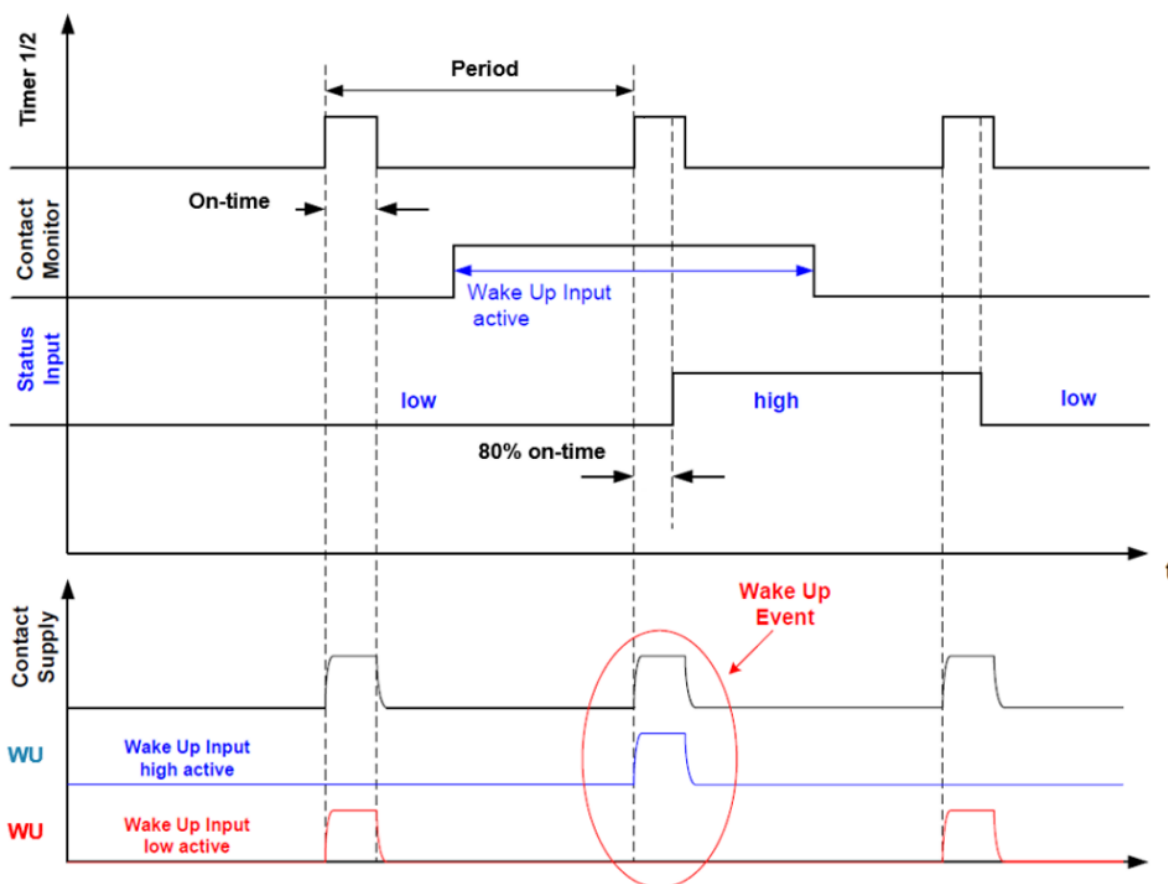 Timer 1/2
Period
On-time
Contact
Monitor
Wake Up Input
active
Status
Input
low
high
low
80% on-time
t
Wake Up
Event
Contact
Supply
WU
Wake Up Input
high active
WU
Wake Up Input
low active